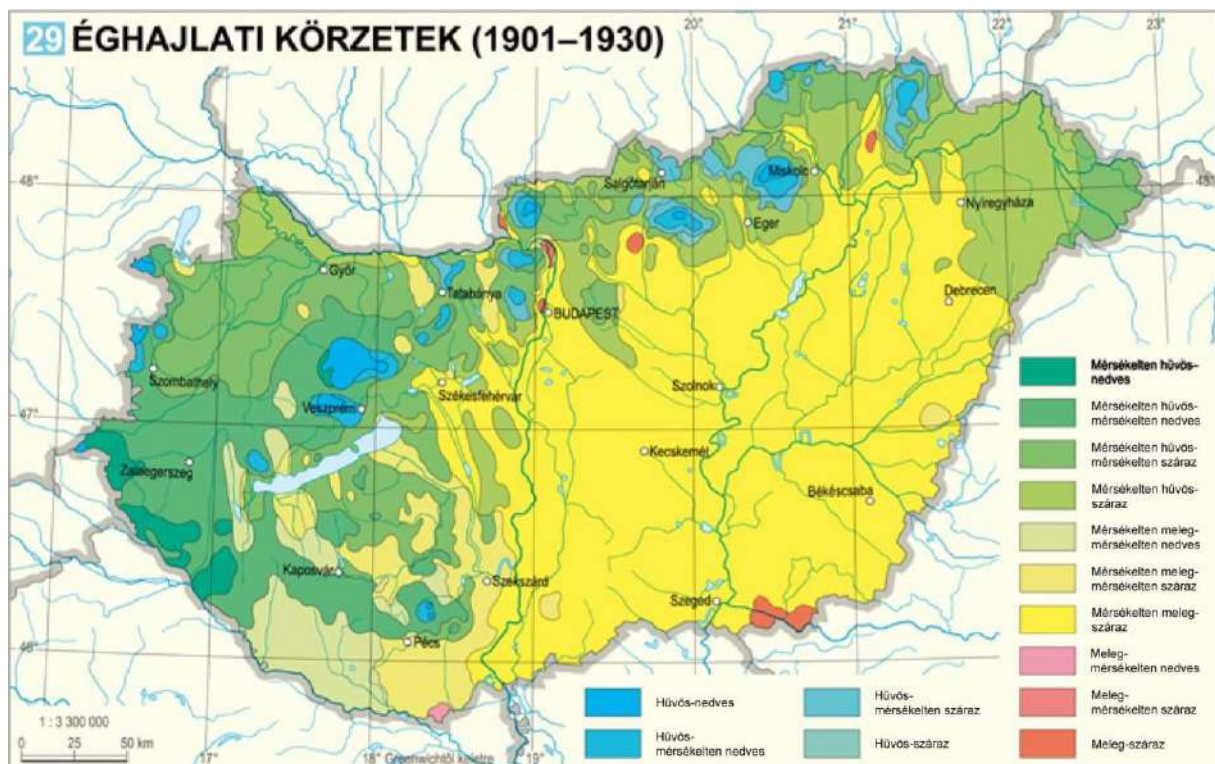 29 ÉGHAJLATI KÖRZETEK (1901–1930)
20°
21°
22°
23°
48°
48°
Salgótarján
Miskolc
Nyíregyháza
Eger
Győr
Tatabánya
Debrecen
BUDAPEST
Szombathely
Székesfehérvár
Szolnok
Veszprém
47°
Kecskemét
Zalaegerszeg
Békéscsaba
Kaposvár
Szekszárd
Szeged
46°
Pécs
Mérsékelten hűvös-
nedves
Mérsékelten hűvös-
mérsékelten nedves
Mérsékelten hűvös-
mérsékelten száraz
Mérsékelten hűvös-
száraz
Mérsékelten meleg-
mérsékelten nedves
Mérsékelten meleg-
mérsékelten száraz
Mérsékelten meleg-
száraz
Meleg-
mérsékelten nedves
Meleg-
mérsékelten száraz
Meleg-száraz
Hűvös-nedves
Hűvös-
mérsékelten nedves
Hűvös-
mérsékelten száraz
Hűvös-száraz
1 : 3 300 000
0 25 50 km
17°
18° Greenwichtől keletre
19°